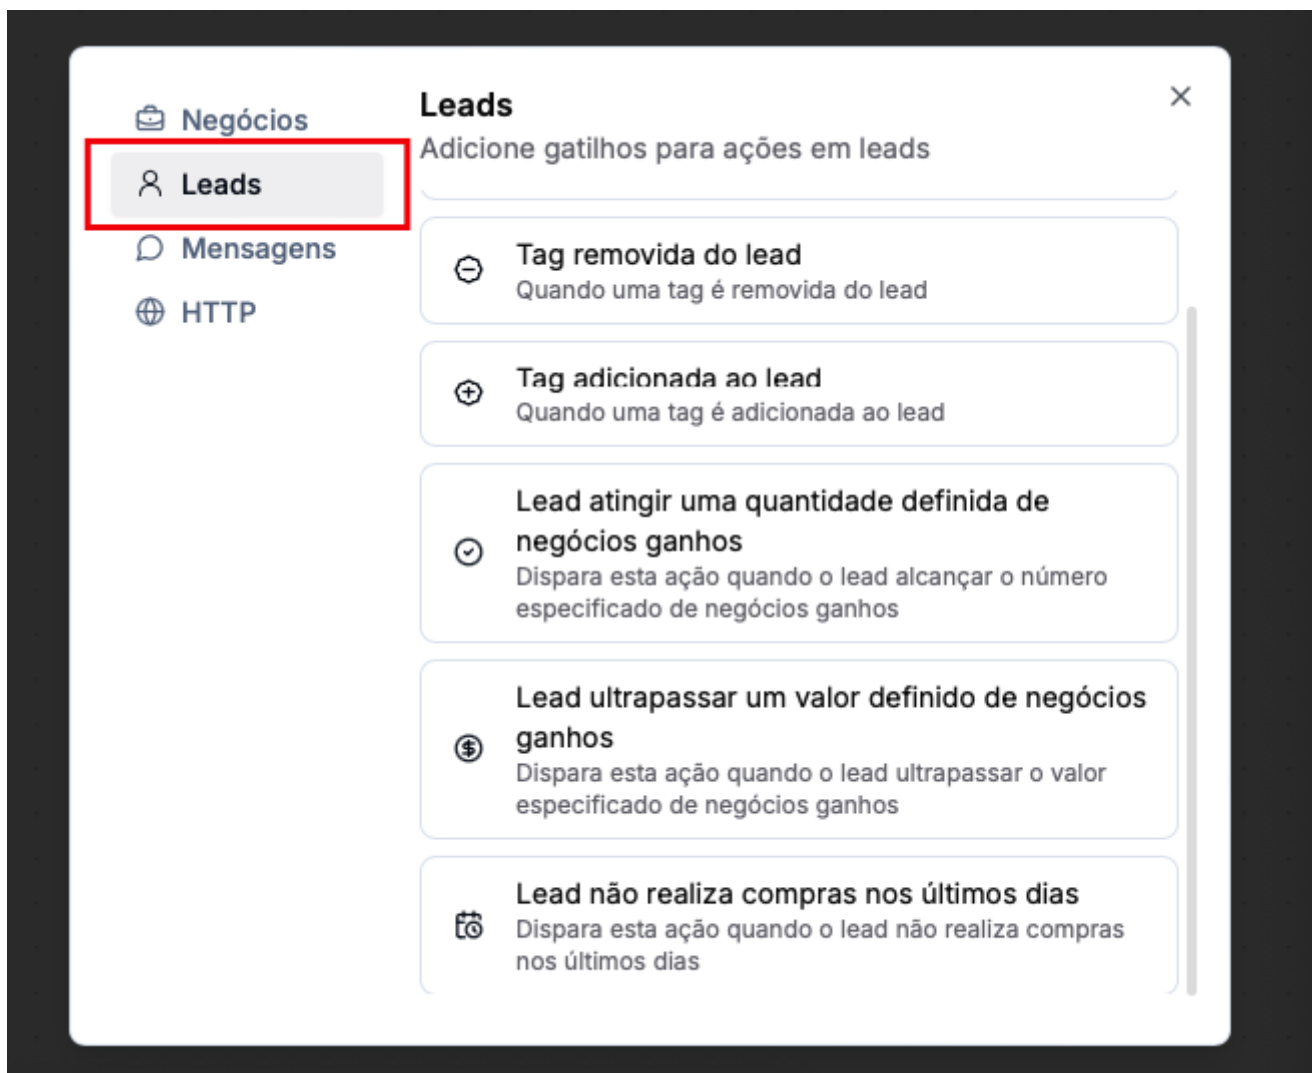 Negócios
Leads
Mensagens
HTTP
Leads
Adicione gatilhos para ações em leads
Tag removida do lead
Quando uma tag é removida do lead
Tag adicionada ao lead
Quando uma tag é adicionada ao lead
Lead atingir uma quantidade definida de
negócios ganhos
Dispara esta ação quando o lead alcançar o número
especificado de negócios ganhos
Lead ultrapassar um valor definido de negócios
ganhos
Dispara esta ação quando o lead ultrapassar o valor
especificado de negócios ganhos
Lead não realiza compras nos últimos dias
Dispara esta ação quando o lead não realiza compras
nos últimos dias